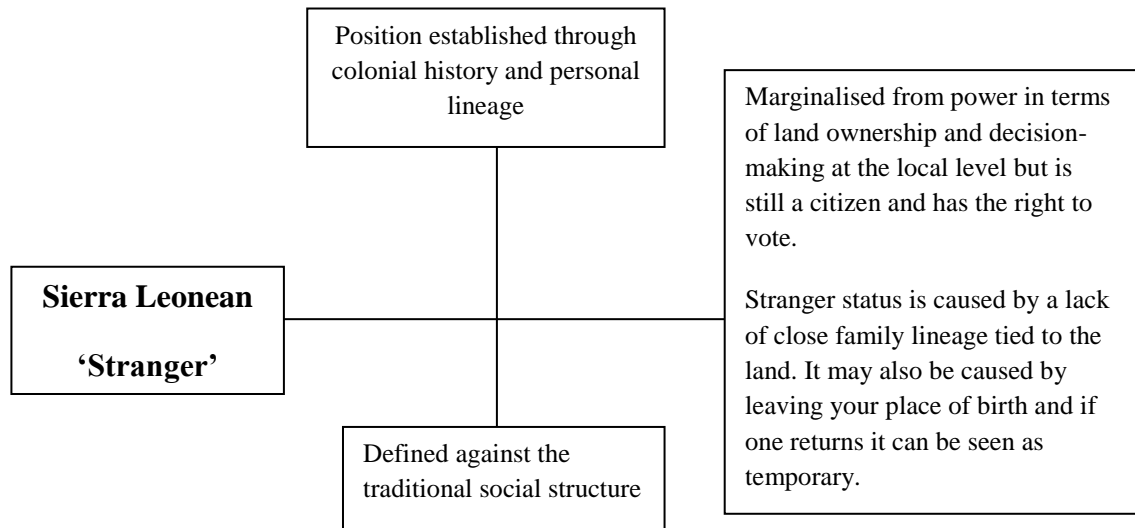 Position established through
colonial history and personal
lineage
Marginalised from power in terms
of land ownership and decision-
making at the local level but is
still a citizen and has the right to
vote.
Stranger status is caused by a lack
of close family lineage tied to the
land. It may also be caused by
leaving your place of birth and if
one returns it can be seen as
temporary.
Sierra Leonean
‘Stranger’
Defined against the
traditional social structure